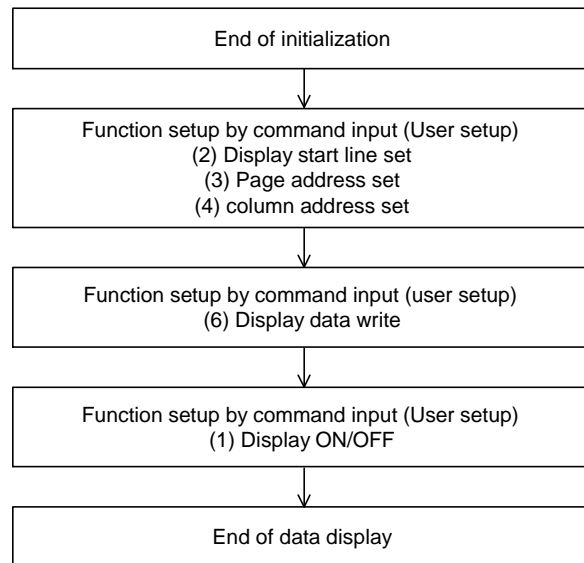 End of initialization
Function setup by command input (User setup)
(2) Display start line set
(3) Page address set
(4) column address set
Function setup by command input (user setup)
(6) Display data write
Function setup by command input (User setup)
(1) Display ON/OFF
End of data display